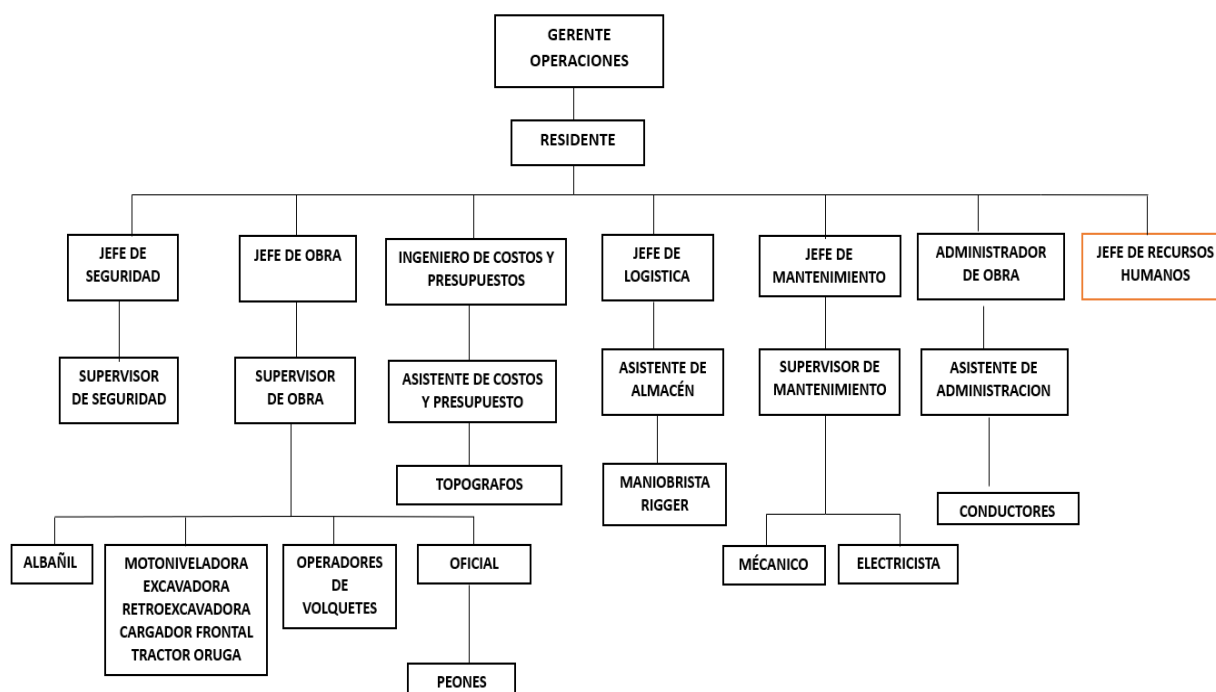 GERENTE
OPERACIONES
RESIDENTE
JEFE DE
SEGURIDAD
JEFE DE OBRA
INGENIERO DE COSTOS Y
PRESUPUESTOS
JEFE DE
LOGISTICA
JEFE DE
MANTENIMIENTO
ADMINISTRADOR
DE OBRA
JEFE DE RECURSOS
HUMANOS
SUPERVISOR
DE SEGURIDAD
SUPERVISOR
DE OBRA
ASISTENTE DE COSTOS
Y PRESUPUESTO
ASISTENTE DE
ALMACÉN
SUPERVISOR DE
MANTENIMIENTO
ASISTENTE DE
ADMINISTRACION
TOPOGRAFOS
MANIOBRISTA
RIGGER
CONDUCTORES
ALBAÑIL
MOTONIVELADORA
EXCAVADORA
RETROEXCAVADORA
CARGADOR FRONTAL
TRACTOR ORUGA
OPERADORES
DE
VOLQUETES
OFICIAL
MÉCANICO
ELECTRICISTA
PEONES